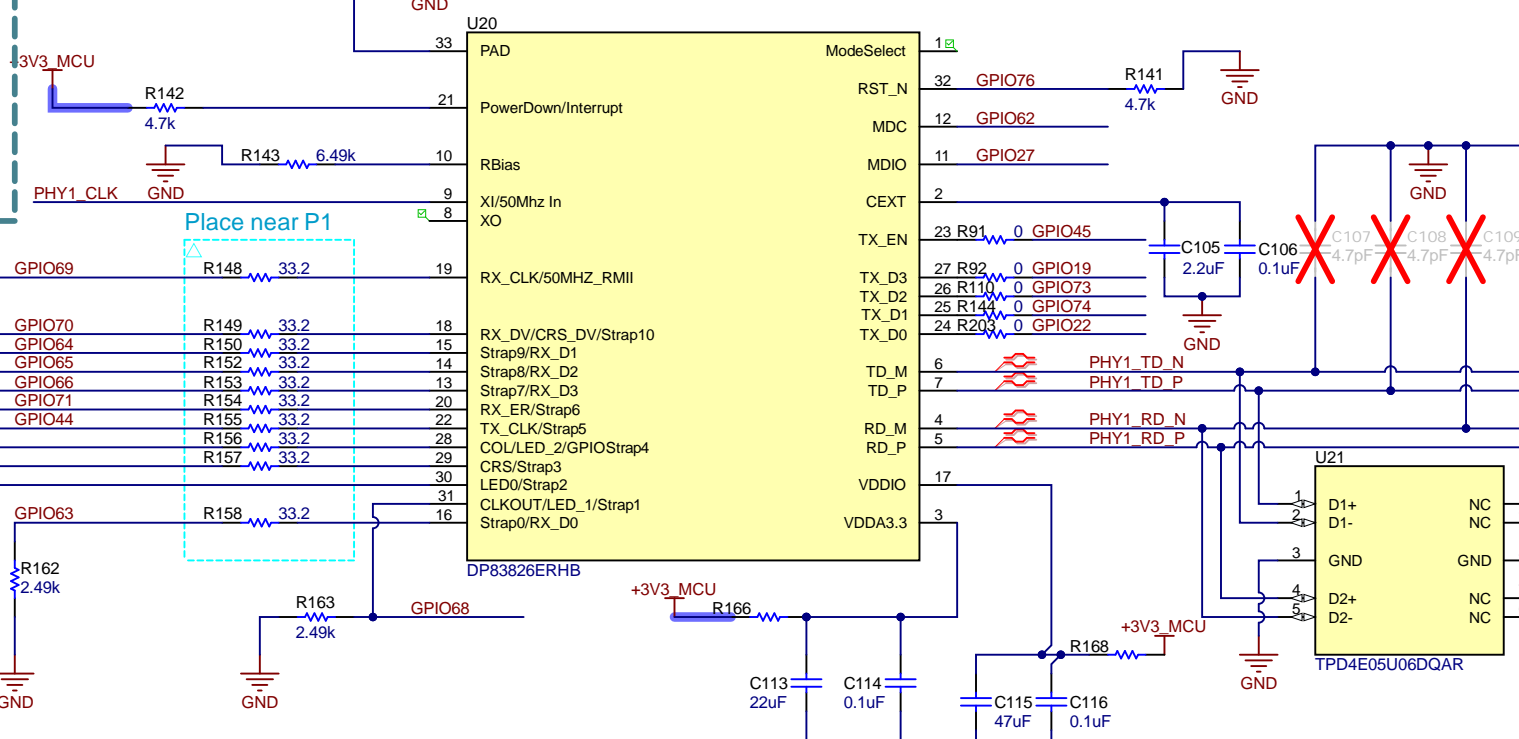 GND
U20
33
PAD
ModeSelect
1
+3V3_MCU
R142
4.7k
21
PowerDown/Interrupt
RST_N
32
GPIO76
R141
4.7k
GND
MDC
12
GPIO62
R143
6.49k
10
RBias
MDIO
11
GPIO27
GND
PHY1_CLK
9
XI/50Mhz In
CEXT
2
GND
8
XO
Place near P1
TX_EN
23
R91
0
GPIO45
C105
2.2uF
C106
0.1uF
C107
4.7pF
C108
4.7pF
C109
4.7pF
GPIO69
R148
33.2
19
RX_CLK/50MHZ_RMII
TX_D3
27
R92
0
GPIO19
TX_D2
26
R110
0
GPIO73
TX_D1
25
R144
0
GPIO74
TX_D0
24
R203
0
GPIO22
GND
GPIO70
R149
33.2
18
RX_DV/CRS_DV/Strap10
GPIO64
R150
33.2
15
Strap9/RX_D1
GPIO65
R152
33.2
14
Strap8/RX_D2
TD_M
6
PHY1_TD_N
GPIO66
R153
33.2
13
Strap7/RX_D3
TD_P
7
PHY1_TD_P
GPIO71
R154
33.2
20
RX_ER/Strap6
GPIO44
R155
33.2
22
TX_CLK/Strap5
RD_M
4
PHY1_RD_N
R156
33.2
28
COL/LED_2/GPIOStrap4
RD_P
5
PHY1_RD_P
R157
33.2
29
CRS/Strap3
30
LED0/Strap2
VDDIO
17
31
CLKOUT/LED_1/Strap1
GPIO63
R158
33.2
16
Strap0/RX_D0
VDDA3.3
3
DP83826ERHB
U21
1
D1+
NC
2
D1-
NC
3
GND
GND
4
D2+
NC
5
D2-
NC
TPD4E05U06DQAR
GND
R162
2.49k
GND
R163
2.49k
GPIO68
GND
+3V3_MCU
R166
C113
22uF
C114
0.1uF
+3V3_MCU
R168
C115
47uF
C116
0.1uF